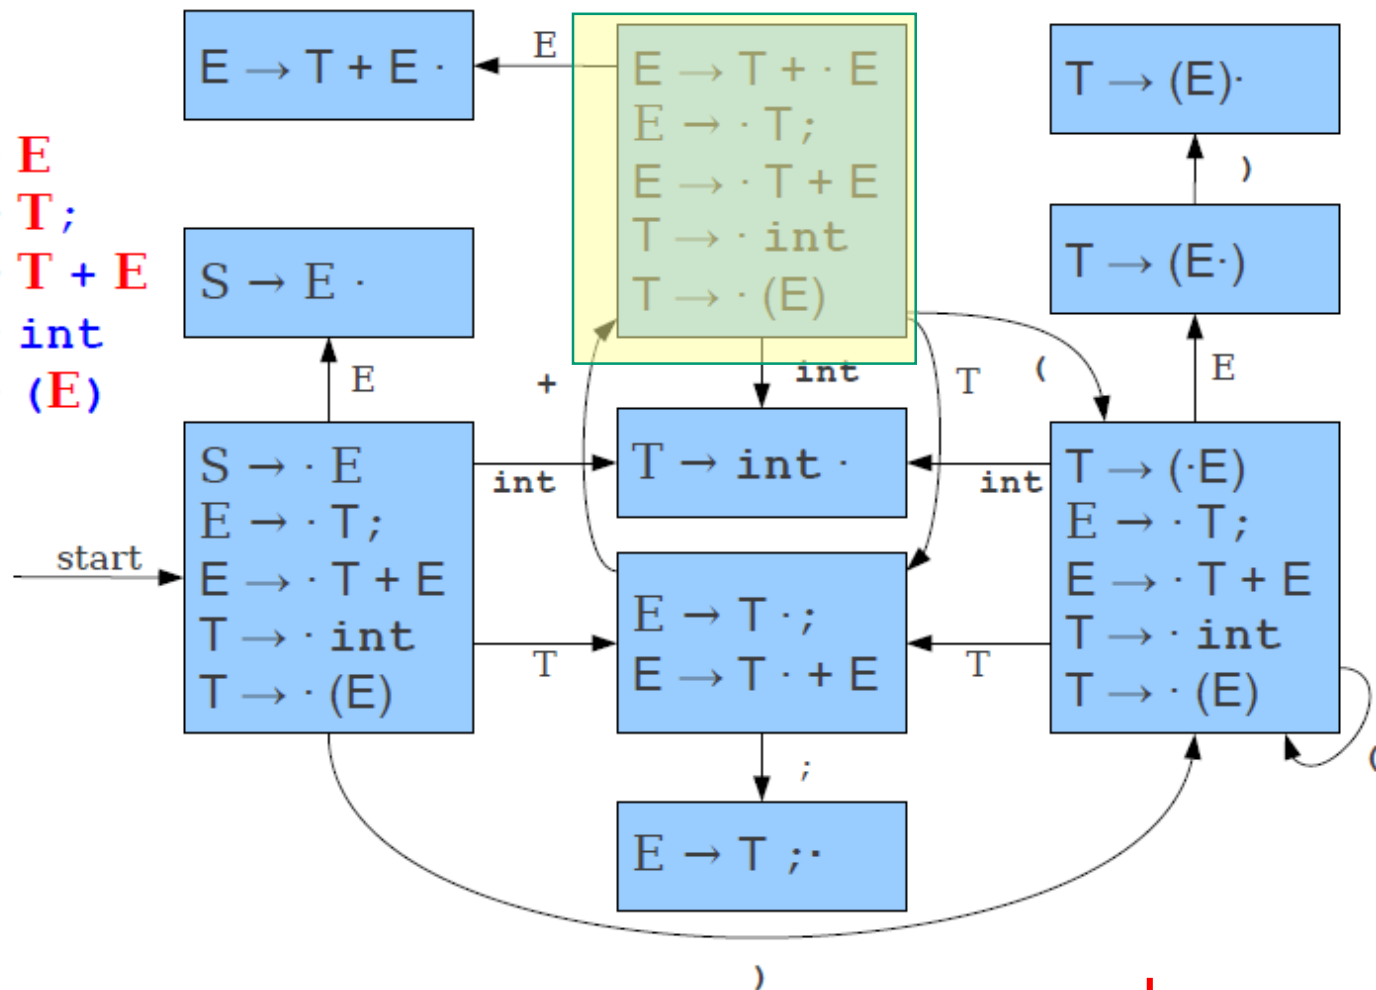 E → T + E ·
E
E → T + · E
E → · T ;
E → · T + E
T → · int
T → · (E)
T → (E)·
)
T → (E·)
E
E
T ;
T + E
int
(E)
S → E ·
E
+
int
T
(
T → int ·
int
int
start
S → · E
E → · T ;
E → · T + E
T → · int
T → · (E)
T
E → T · ;
E → T · + E
T
T → (·E)
E → · T ;
E → · T + E
T → · int
T → · (E)
(
;
E → T ; ·
)